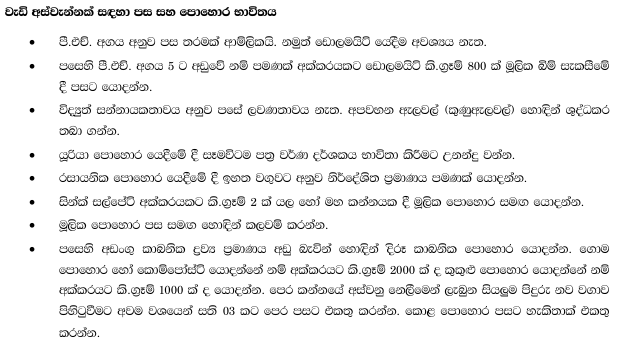 වැඩි අස්වැන්නක් සඳහා පස සහ පොහොර භාවිතය
• පී.එච්. අගය අනුව පස තරමක් ආම්ලිකයි. නමුත් ඩොලමයිට් යෙදීම අවශ්‍යය නැත.
• පසෙහි පී.එච්. අගය 5 ට අඩුවේ නම් පමණක් අක්කරයකට ඩොලමයිට් කි.ග්‍රෑම් 800 ක් මූලික බිම් සැකසීමේ
දී පසට යොදන්න.
• විද්‍යුත් සන්නායකතාවය අනුව පසේ ලවණතාවය නැත. අපවහන ඇලවල් (කුණුඇලවල්) හොඳින් ශුද්ධකර
තබා ගන්න.
• යූරියා පොහොර යෙදීමේ දී සෑමවිටම පත්‍ර වර්ණ දර්ශකය භාවිතා කිරීමට උනන්දු වන්න.
• රසායනික පොහොර යෙදීමේ දී ඉහත වගුවට අනුව නිර්දේශිත ප්‍රමාණය පමණක් යොදන්න.
• සින්ක් සල්පේට් අක්කරයකට කි.ග්‍රෑම් 2 ක් යල හෝ මහ කන්නයක දී මූලික පොහොර සමඟ යොදන්න.
• මූලික පොහොර පස සමඟ හොඳින් කලවම් කරන්න.
• පසෙහි අඩංගු කාබනික ද්‍රව්‍ය ප්‍රමාණය අඩු බැවින් හොඳින් දිරූ කාබනික පොහොර යොදන්න. ගොම
පොහොර හෝ කොම්පෝස්ට් යොදන්නේ නම් අක්කරයට කි.ග්‍රෑම් 2000 ක් ද කුකුළු පොහොර යොදන්නේ නම්
අක්කරයට කි.ග්‍රෑම් 1000 ක් ද යොදන්න. පෙර කන්නයේ අස්වනු නෙලීමෙන් ලැබුන සියලුම පිදුරු නව වගාව
පිහිටුවීමට අවම වශයෙන් සති 03 කට පෙර පසට එකතු කරන්න. කොළ පොහොර පසට හැකිතාක් එකතු
කරන්න.